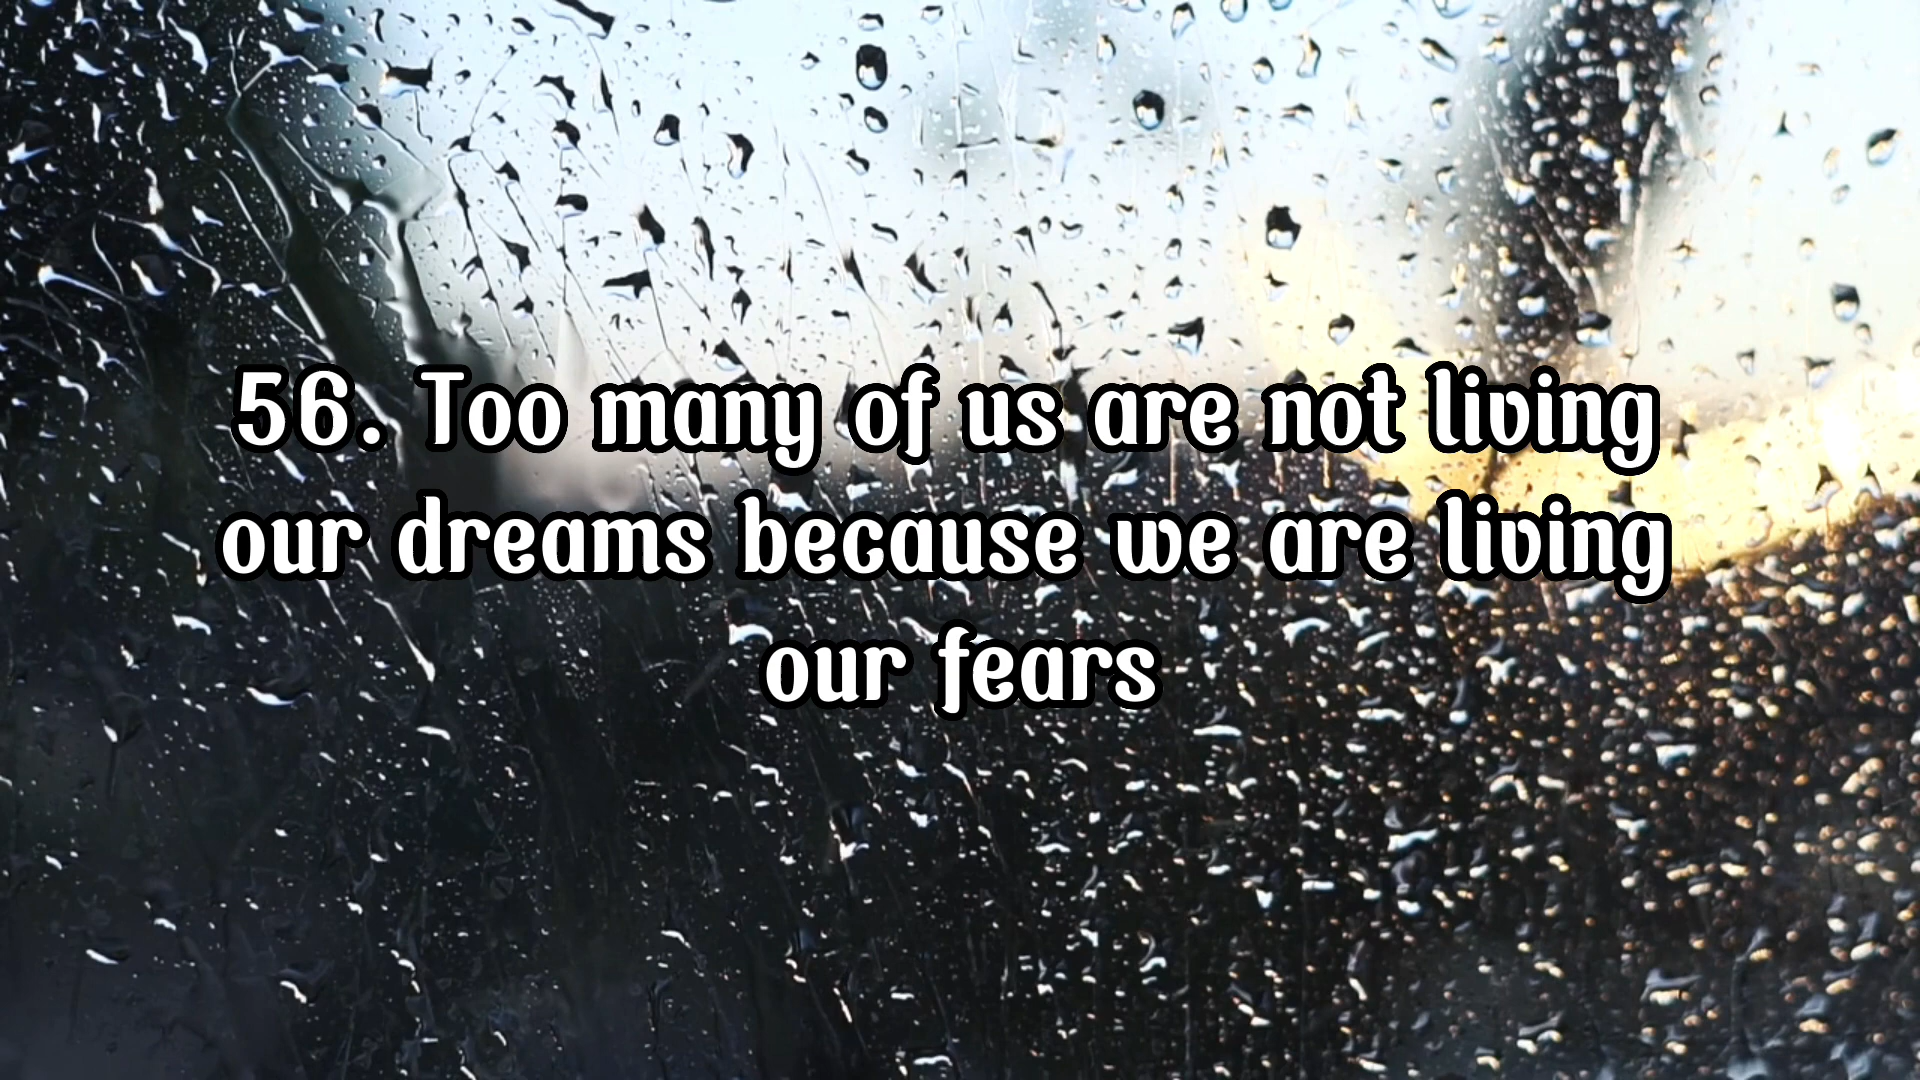 56. Too many of us are not living
our dreams because we are living
our fears